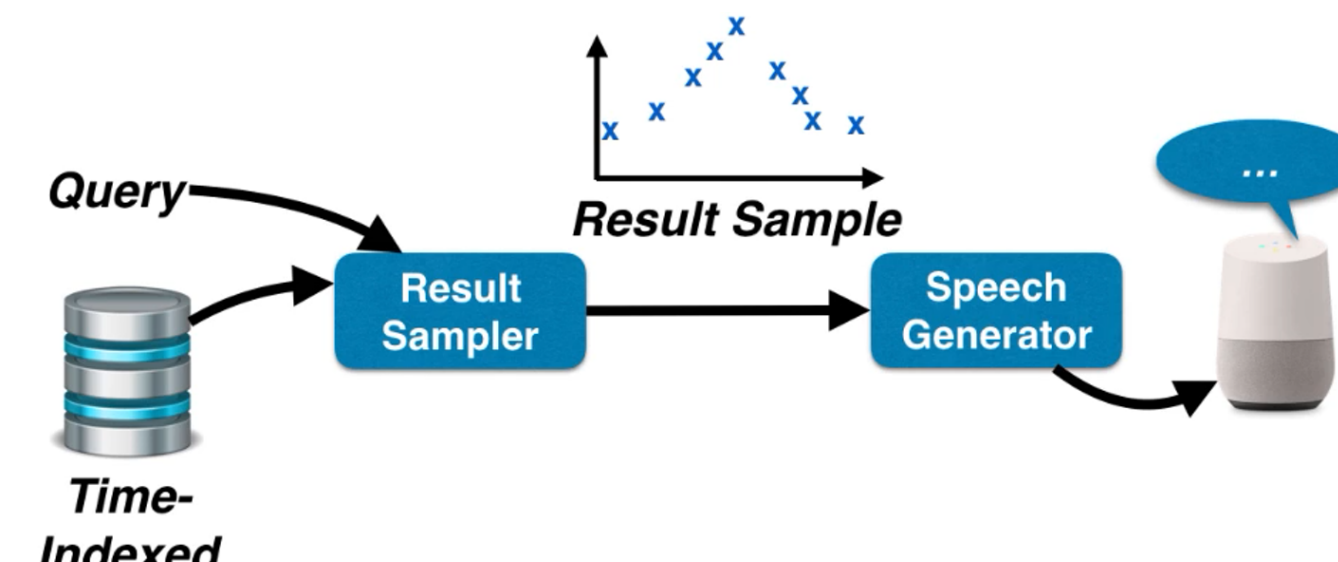 Query
Result Sample
Result
Sampler
Speech
Generator
...
Time-
Indexed